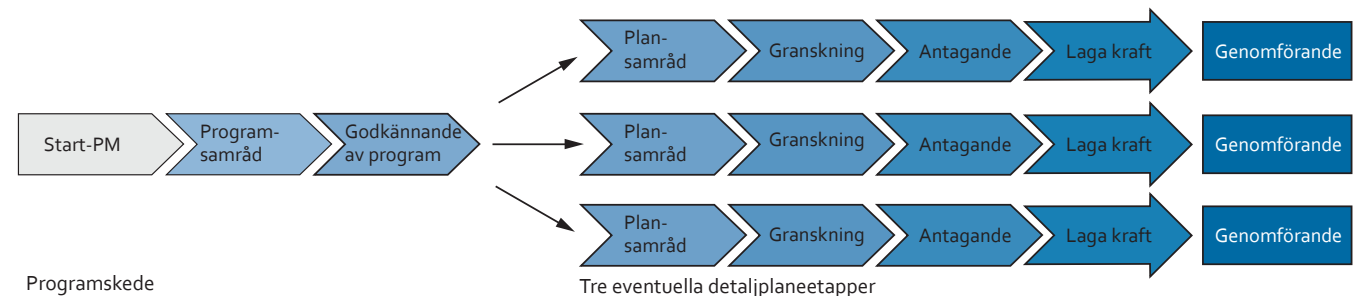 Start-PM
Program-
samråd
Godkännande
av program
Plan-
samråd
Granskning
Antagande
Laga kraft
Genomförande
Plan-
samråd
Granskning
Antagande
Laga kraft
Genomförande
Plan-
samråd
Granskning
Antagande
Laga kraft
Genomförande
Programskede
Tre eventuella detaljplaneetapper